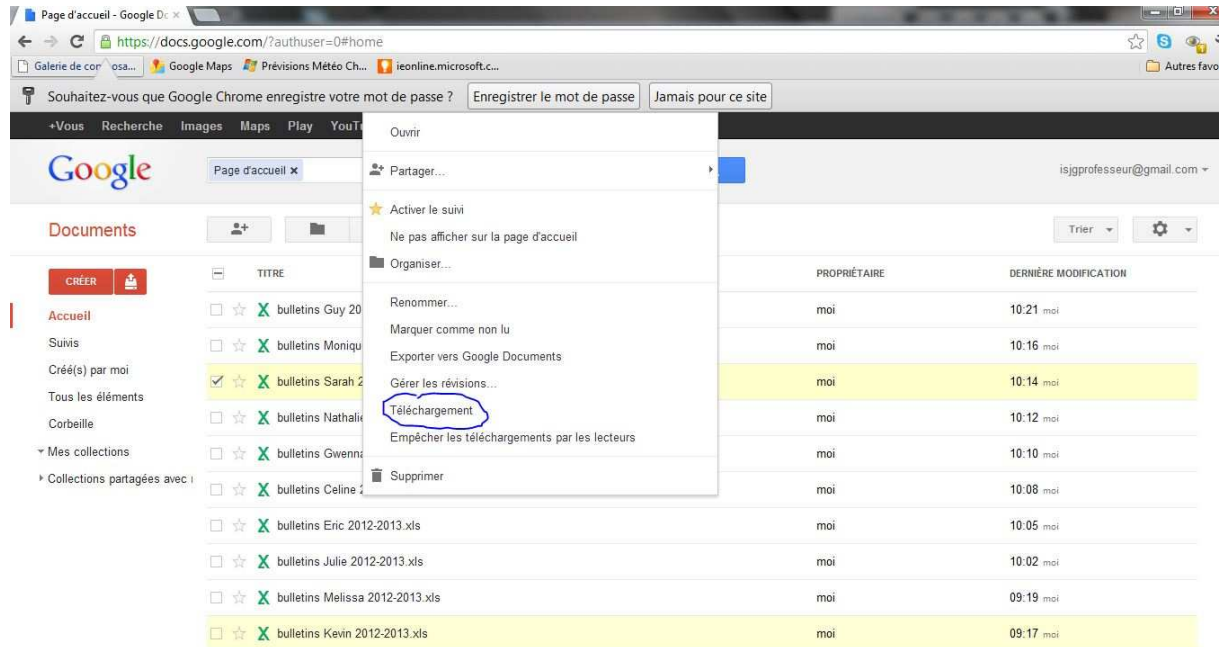 Page d'accueil - Google Dc ×
https://docs.google.com/?authuser=0#home
Galerie de cor osa... Google Maps Prévisions Météo Ch... ieonline.microsoft.c... Autres favo
Souhaitez-vous que Google Chrome enregistre votre mot de passe ? Enregistrer le mot de passe Jamais pour ce site
+Vous Recherche Images Maps Play YouT
Google Page d'accueil × isjgprofesseur@gmail.com
Documents Trier
CRÉER
Accueil
Suivis
Créé(s) par moi
Tous les éléments
Corbeille
Mes collections
Collections partagées avec
TITRE PROPRIÉTAIRE DERNIÈRE MODIFICATION
bulletins Guy 20 moi 10:21 moi
bulletins Moniqu moi 10:16 moi
bulletins Sarah 2 moi 10:14 moi
bulletins Nathalie moi 10:12 moi
bulletins Gwenna moi 10:10 moi
bulletins Celine 2 moi 10:08 moi
bulletins Eric 2012-2013.xls moi 10:05 moi
bulletins Julie 2012-2013.xls moi 10:02 moi
bulletins Melissa 2012-2013.xls moi 09:19 moi
bulletins Kevin 2012-2013.xls moi 09:17 moi
Ouvrir
Partager...
Activer le suivi
Ne pas afficher sur la page d'accueil
Organiser...
Renommer...
Marquer comme non lu
Exporter vers Google Documents
Gérer les révisions...
Téléchargement
Empêcher les téléchargements par les lecteurs
Supprimer